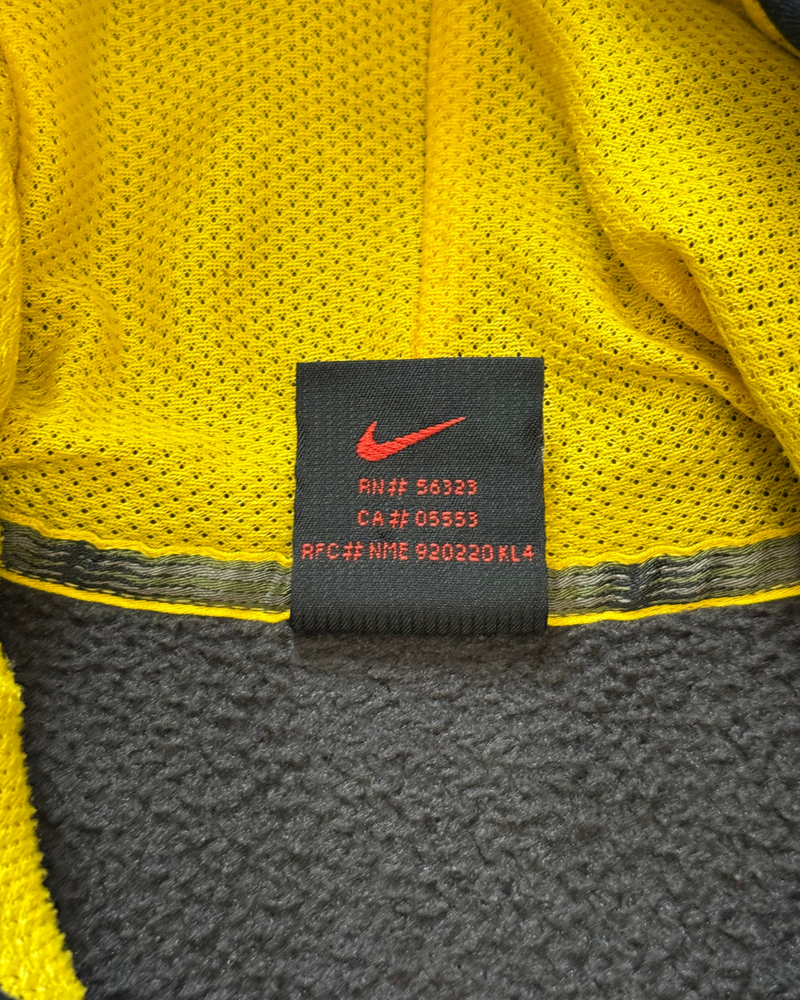 RN## 56323
CA## 05553
RFC## NME 920220 KL4